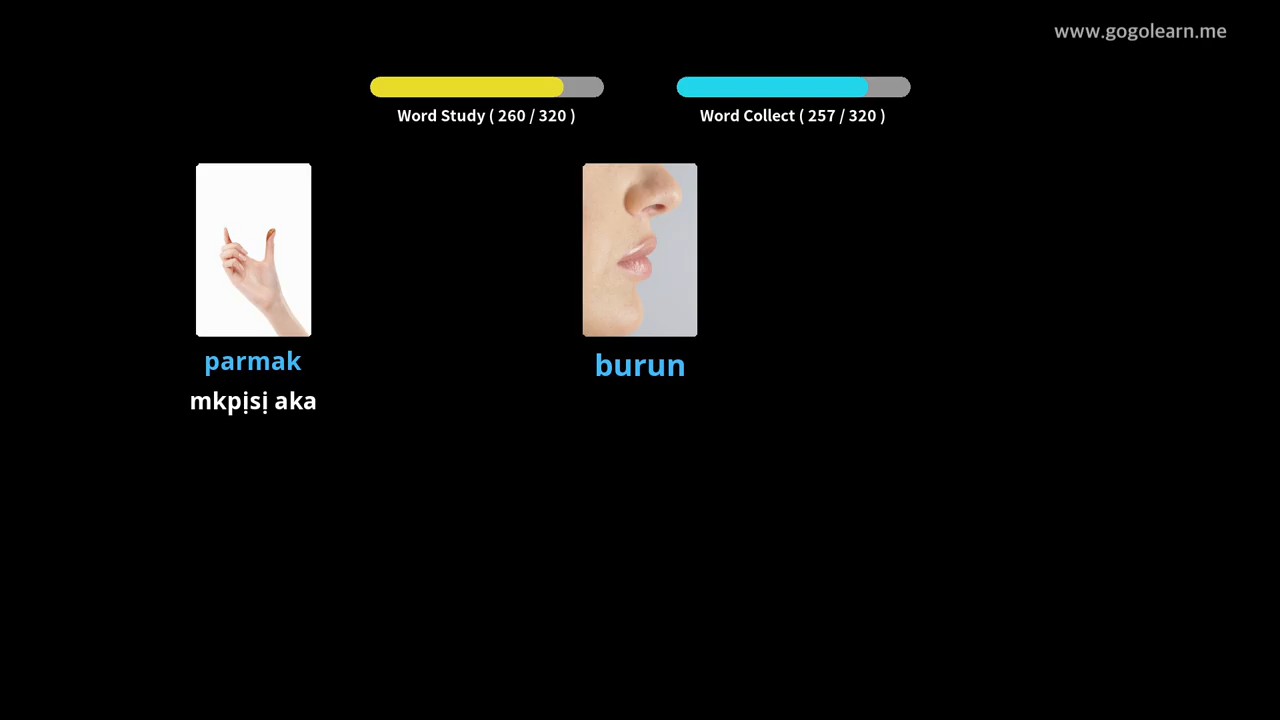 www.gogolearn.me
Word Study ( 260 / 320 )
Word Collect ( 257 / 320 )
parmak
mkpịsị aka
burun